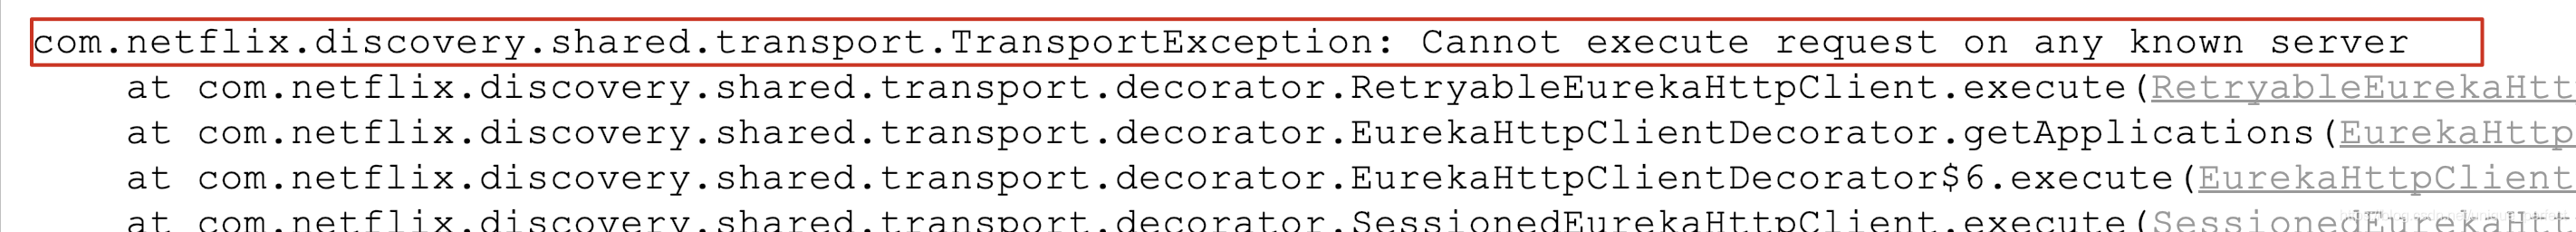 com.netflix.discovery.shared.transport.TransportException: Cannot execute request on any known server
at com.netflix.discovery.shared.transport.decorator.RetryableEurekaHttpClient.execute(RetryableEurekaHtt
at com.netflix.discovery.shared.transport.decorator.EurekaHttpClientDecorator.getApplications(EurekaHttp
at com.netflix.discovery.shared.transport.decorator.EurekaHttpClientDecorator$6.execute(EurekaHttpClient
at com.netflix.discovery.shared.transport.decorator.SessionedEurekaHttpClient.execute(SessionedEurekaHtt